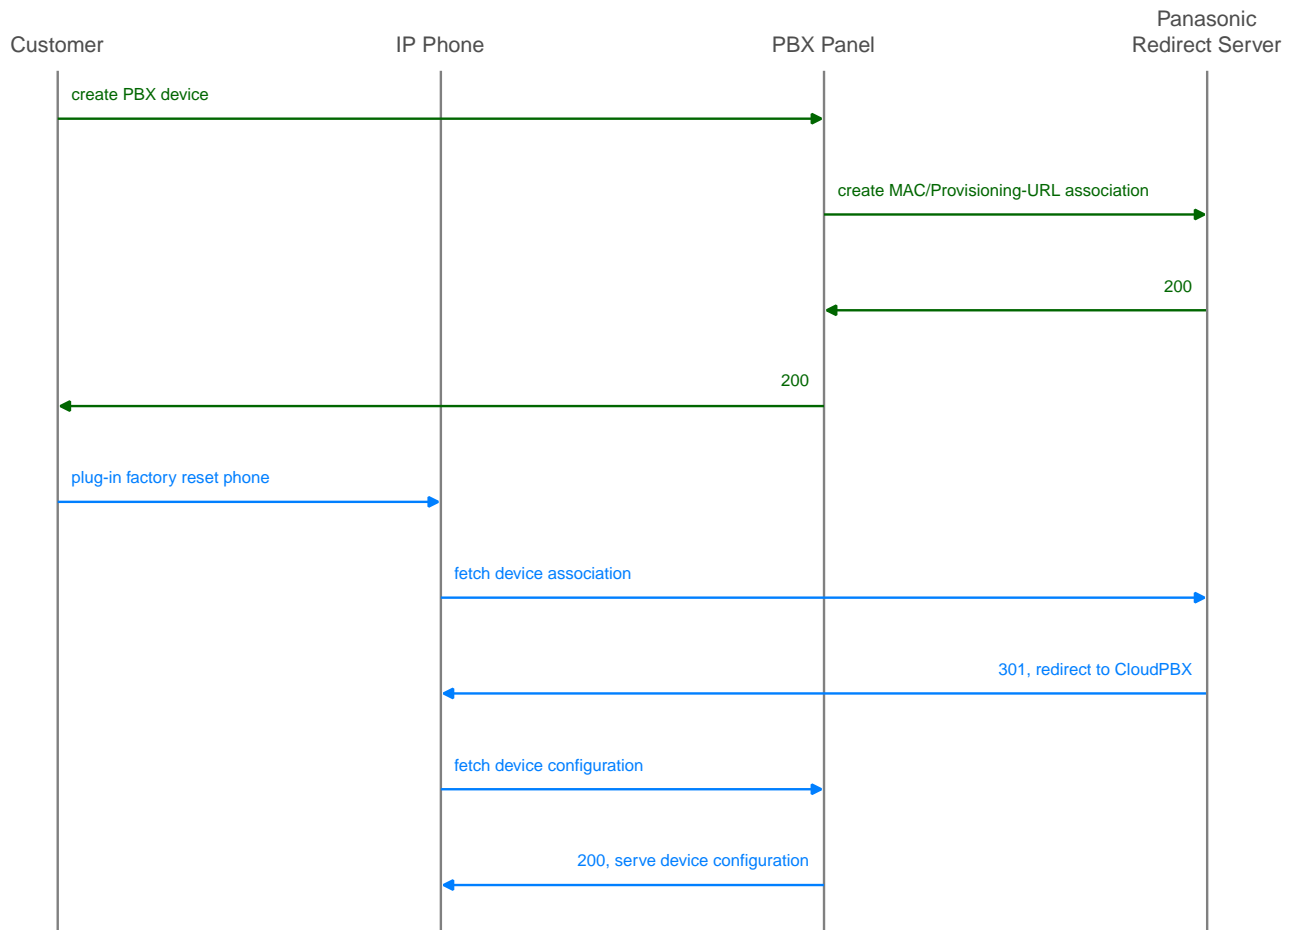 Customer
IP Phone
PBX Panel
Panasonic
Redirect Server
create PBX device
create MAC/Provisioning-URL association
200
200
plug-in factory reset phone
fetch device association
301, redirect to CloudPBX
fetch device configuration
200, serve device configuration